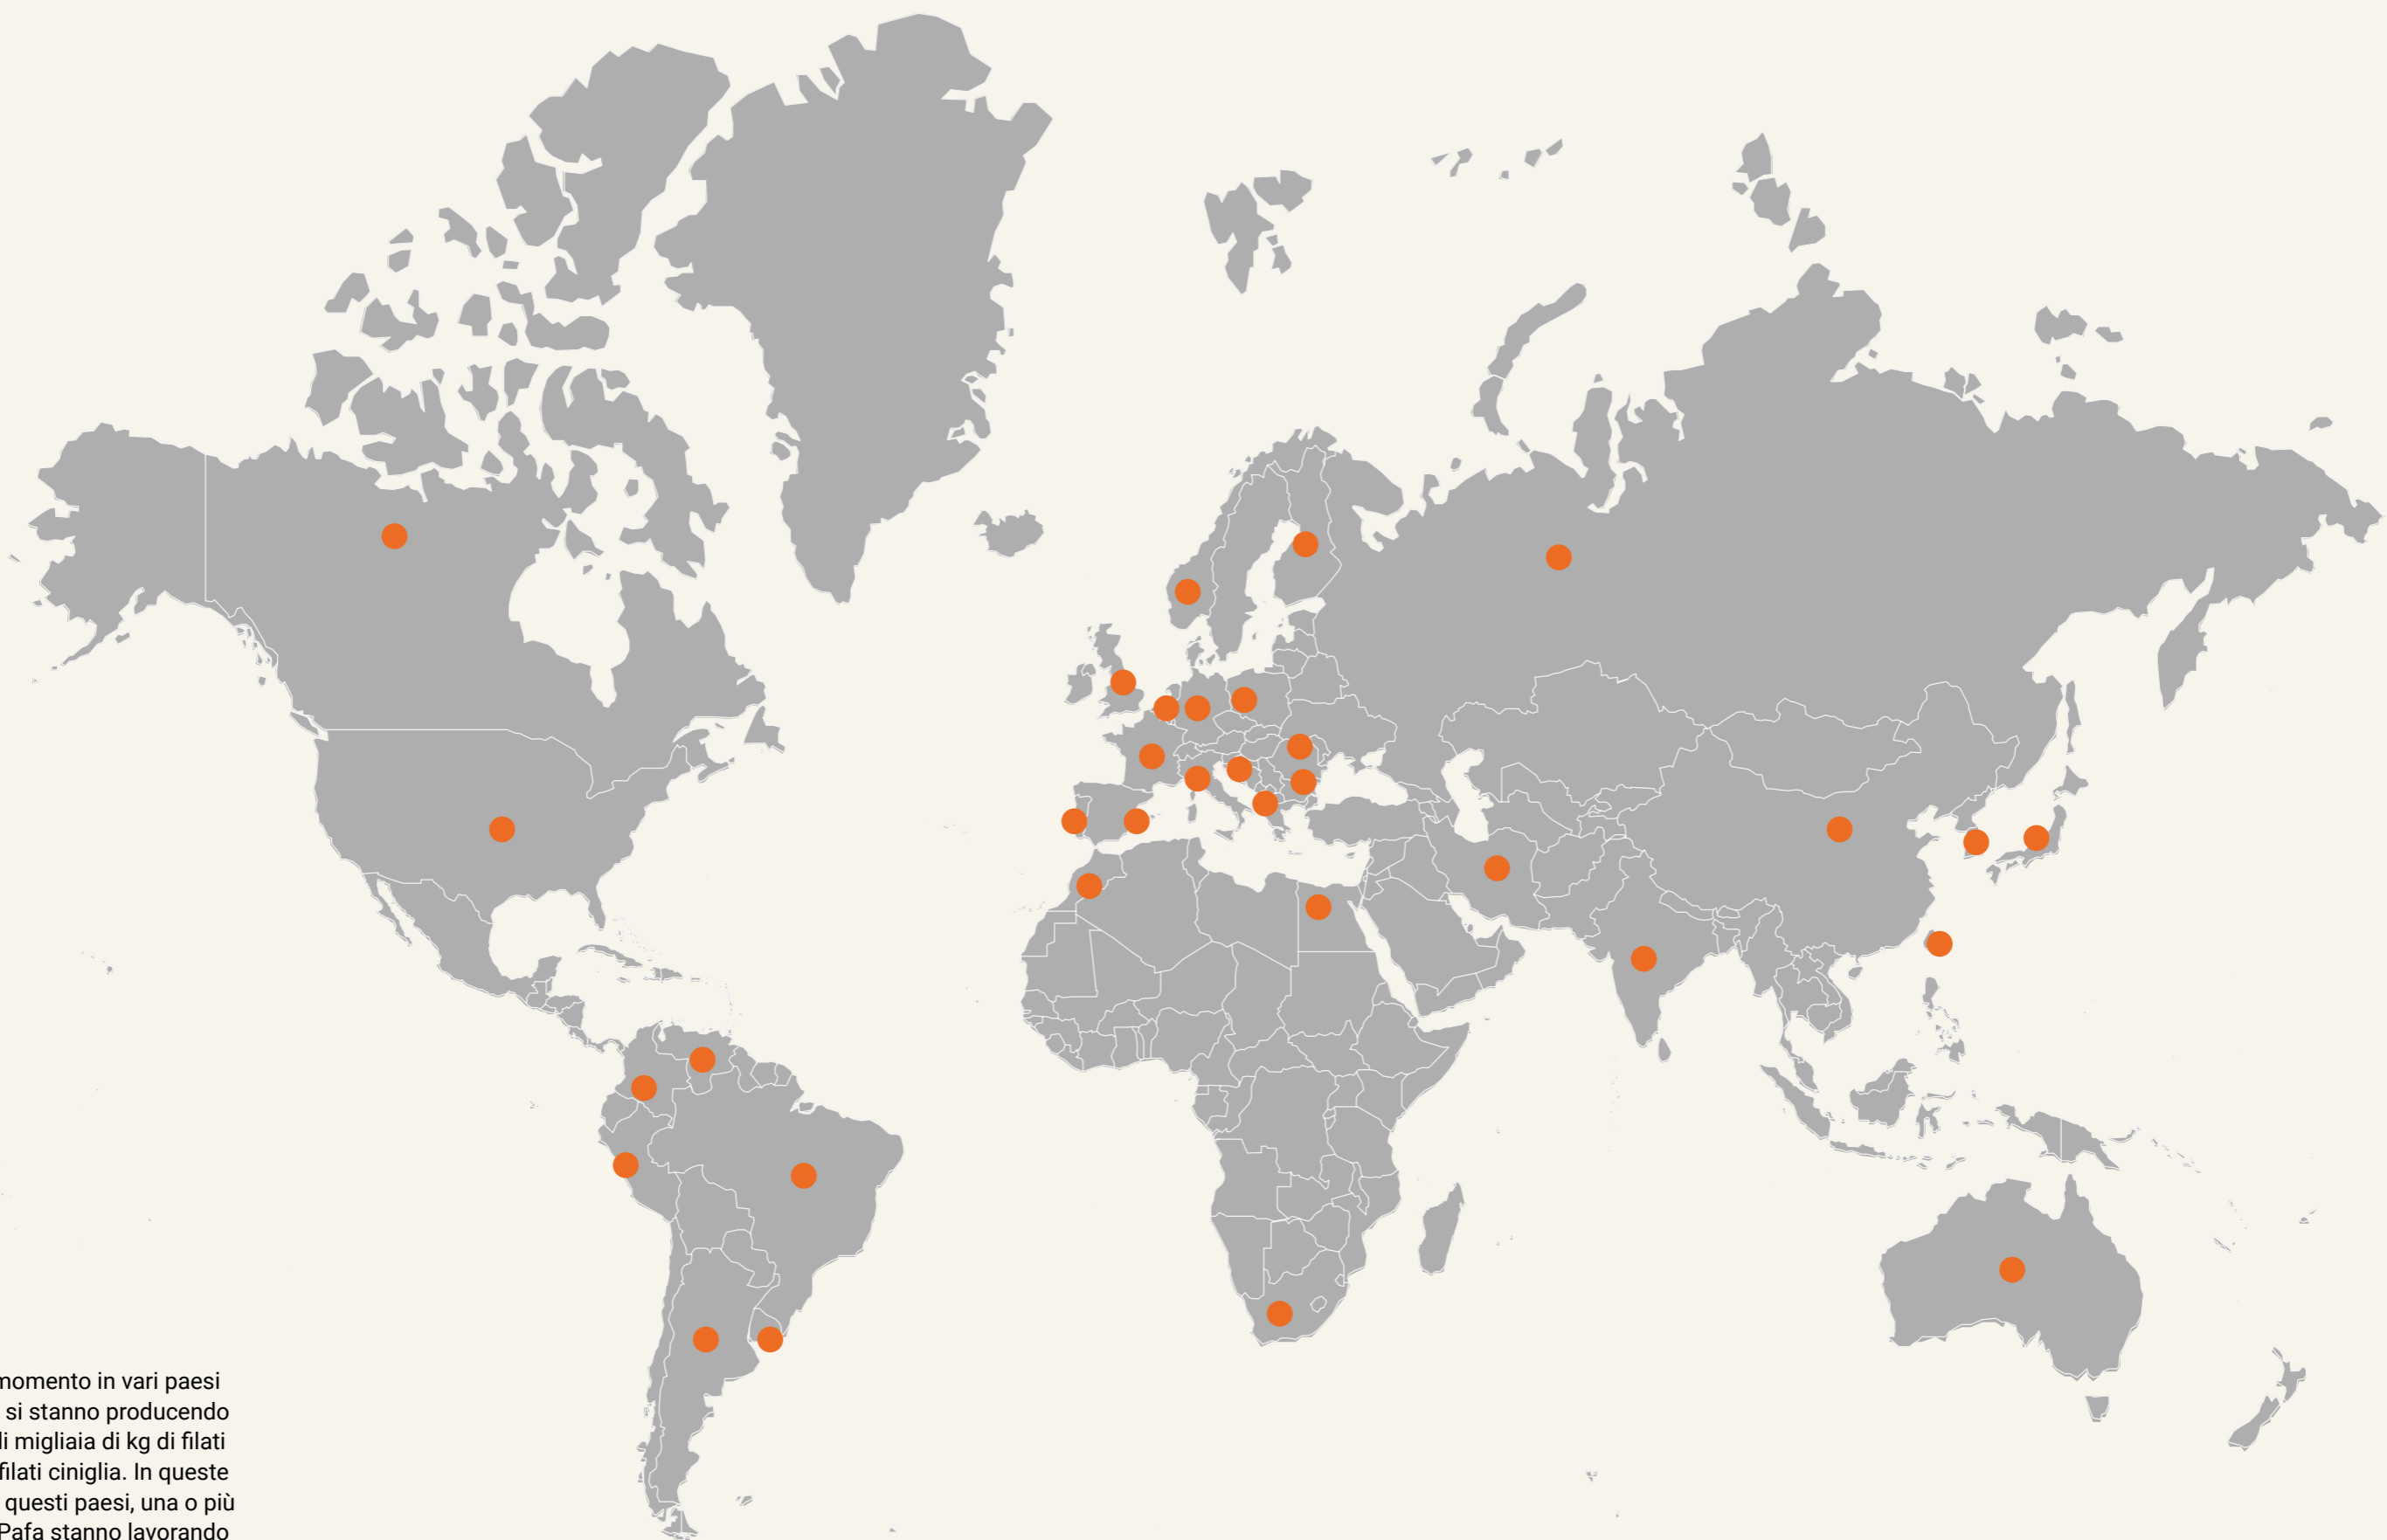 momento in vari paesi
si stanno producendo
migliaia di kg di filati
filati ciniglia. In queste
questi paesi, una o più
Pafa stanno lavorando